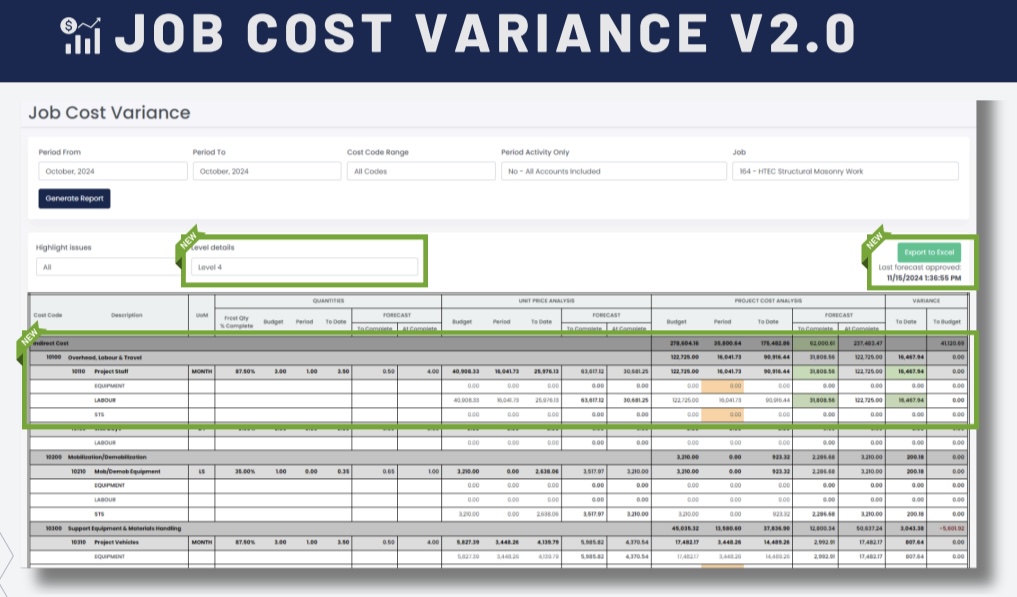 JOB COST VARIANCE V2.0
Job Cost Variance
Period From Period To Cost Code Range Period Activity Only Job
October, 2024 October, 2024 All Codes No - All Accounts Included 164 - HTEC Structural Masonry Work
Generate Report
NEW NEW
Highlight issues Level details Export to Excel
All Level 4 Last forecast approved:
11/15/2024 1:36:55 PM
QUANTITIES UNIT PRICE ANALYSIS PROJECT COST ANALYSIS VARIANCE
Cost Code Description UoM Frcst Qty % Complete Budget Period To Date FORECAST Budget Period To Date FORECAST Budget Period To Date FORECAST To Date To Budget
To Complete At Complete To Complete At Complete To Complete At Complete
NEW
Indirect Cost 278,604.16 35,800.64 175,482.86 62,000.61 237,483.47 41,120.69
10100 Overhead, Labour & Travel 122,725.00 16,041.73 90,916.44 31,808.56 122,725.00 16,467.94 0.00
10110 Project Staff MONTH 87.50% 3.00 1.00 3.50 0.50 4.00 40,908.33 16,041.73 25,976.13 63,617.12 30,681.25 122,725.00 16,041.73 90,916.44 31,808.56 122,725.00 16,467.94 0.00
EQUIPMENT 0.00 0.00 0.00 0.00 0.00 0.00 0.00 0.00 0.00 0.00 0.00 0.00
LABOUR 40,908.33 16,041.73 25,976.13 63,617.12 30,681.25 122,725.00 16,041.73 90,916.44 31,808.56 122,725.00 16,467.94 0.00
STS 0.00 0.00 0.00 0.00 0.00 0.00 0.00 0.00 0.00 0.00 0.00 0.00
LABOUR 0.00 0.00 0.00 0.00 0.00 0.00 0.00 0.00 0.00 0.00 0.00 0.00
10200 Mobilization/Demobilization 3,210.00 0.00 923.32 2,286.68 3,210.00 200.18 0.00
10210 Mob/Demob Equipment LS 35.00% 1.00 0.00 0.35 0.65 1.00 3,210.00 0.00 2,638.06 3,517.97 3,210.00 3,210.00 0.00 923.32 2,286.68 3,210.00 200.18 0.00
EQUIPMENT 0.00 0.00 0.00 0.00 0.00 0.00 0.00 0.00 0.00 0.00 0.00 0.00
LABOUR 0.00 0.00 0.00 0.00 0.00 0.00 0.00 0.00 0.00 0.00 0.00 0.00
STS 3,210.00 0.00 2,638.06 3,517.97 3,210.00 3,210.00 0.00 923.32 2,286.68 3,210.00 200.18 0.00
10300 Support Equipment & Materials Handling 45,035.32 13,580.60 37,836.90 12,800.34 50,637.24 3,043.38 -5,601.92
10310 Project Vehicles MONTH 87.50% 3.00 1.00 3.50 0.50 4.00 5,827.39 3,448.26 4,139.79 5,985.82 4,370.54 17,482.17 3,448.26 14,489.26 2,992.91 17,482.17 807.64 0.00
EQUIPMENT 5,827.39 3,448.26 4,139.79 5,985.82 4,370.54 17,482.17 3,448.26 14,489.26 2,992.91 17,482.17 807.64 0.00